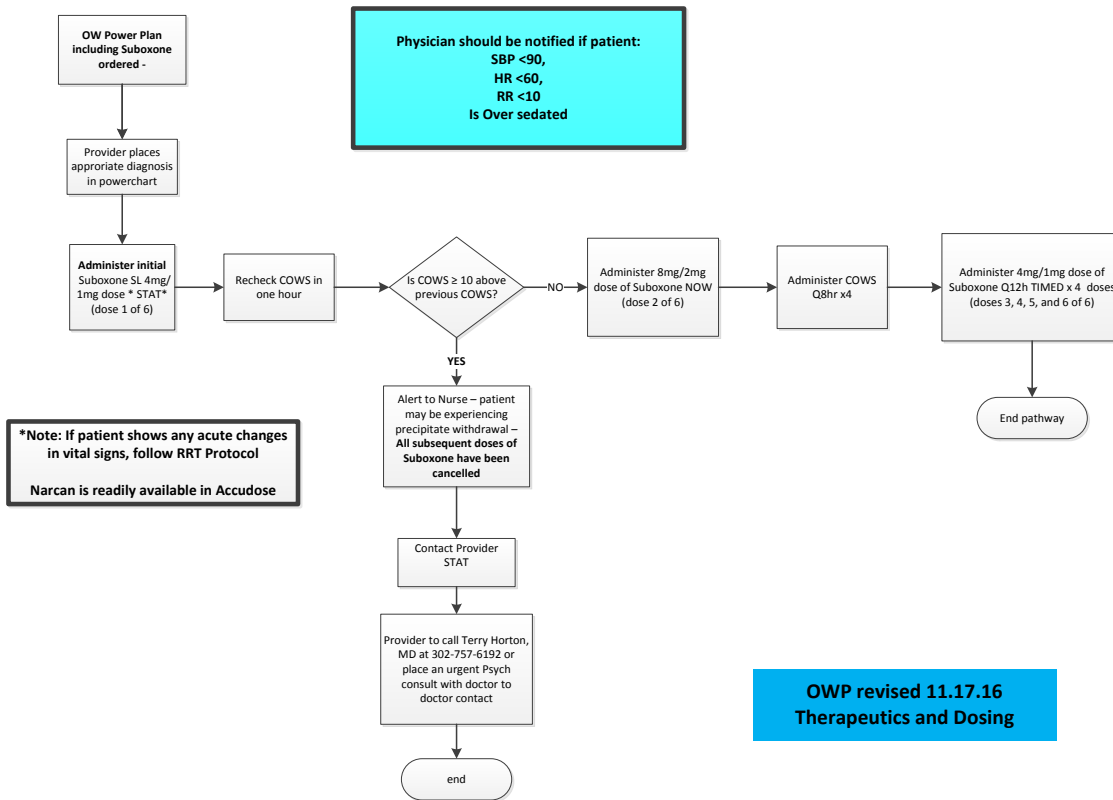 OW Power Plan
including Suboxone
ordered -
Physician should be notified if patient:
SBP <90,
HR <60,
RR <10
Is Over sedated
Provider places
approriate diagnosis
in powerchart
Administer initial
Suboxone SL 4mg/
1mg dose * STAT*
(dose 1 of 6)
Recheck COWS in
one hour
Is COWS ≥ 10 above
previous COWS?
NO
Administer 8mg/2mg
dose of Suboxone NOW
(dose 2 of 6)
Administer COWS
Q8hr x4
Administer 4mg/1mg dose of
Suboxone Q12h TIMED x 4 doses
(doses 3, 4, 5, and 6 of 6)
End pathway
YES
Alert to Nurse – patient
may be experiencing
precipitate withdrawal –
All subsequent doses of
Suboxone have been
cancelled
*Note: If patient shows any acute changes
in vital signs, follow RRT Protocol
Narcan is readily available in Accudose
Contact Provider
STAT
Provider to call Terry Horton,
MD at 302-757-6192 or
place an urgent Psych
consult with doctor to
doctor contact
end
OWP revised 11.17.16
Therapeutics and Dosing